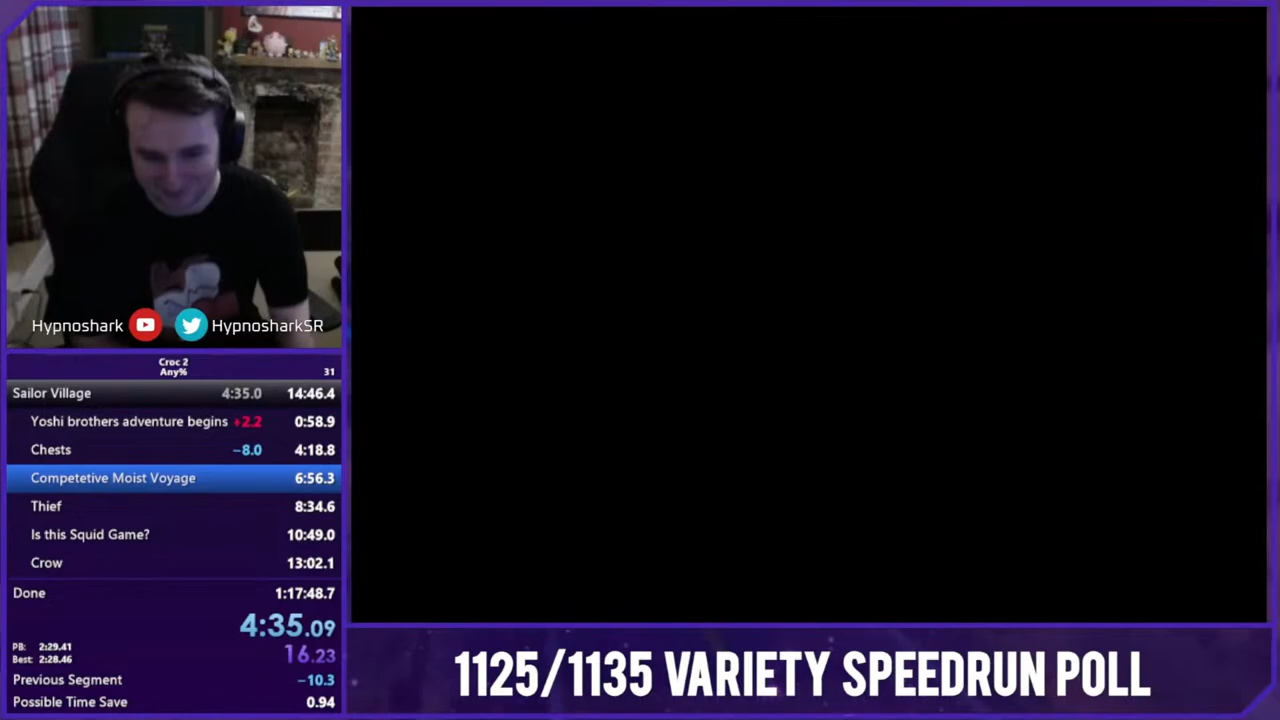 Hypnoshark HypnosharkSR
Croc 2
Any%
31
Sailor Village 4:35.0 14:46.4
Yoshi brothers adventure begins +2.2 0:58.9
Chests −8.0 4:18.8
Competetive Moist Voyage 6:56.3
Thief 8:34.6
Is this Squid Game? 10:49.0
Crow 13:02.1
Done 1:17:48.7
4:35.09
PB: 2:29.41
Best: 2:28.46
16.23
Previous Segment −10.3
Possible Time Save 0.94
1125/1135 VARIETY SPEEDRUN POLL